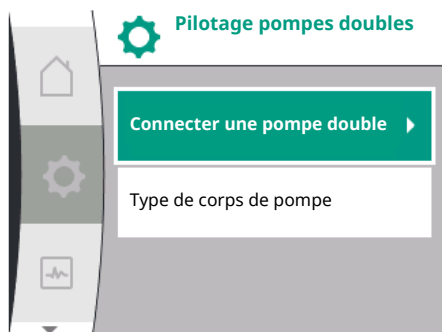 Pilotage pompes doubles
Connecter une pompe double
Type de corps de pompe